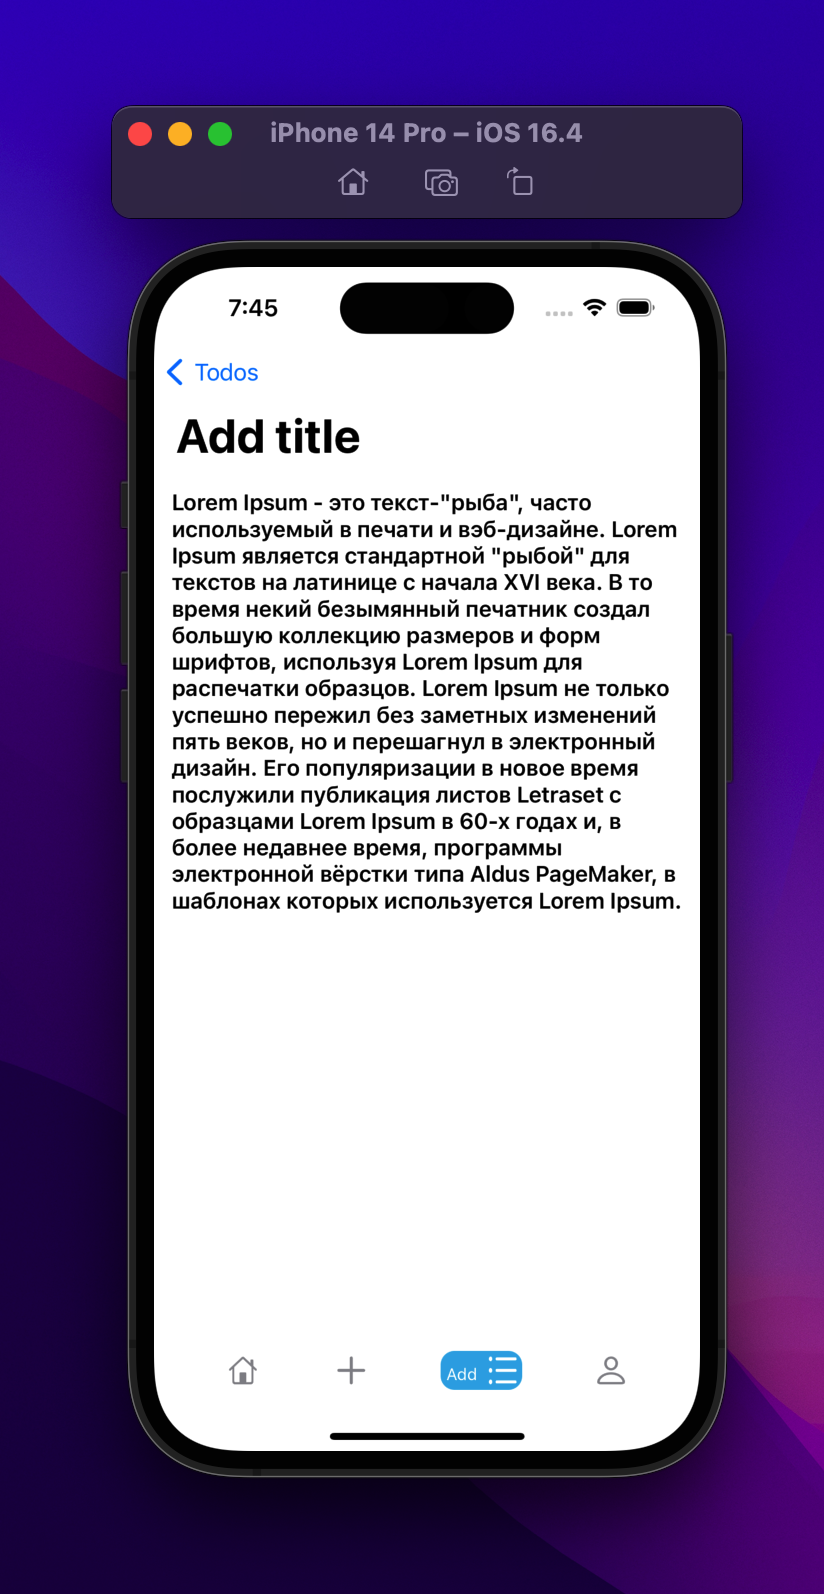 iPhone 14 Pro – iOS 16.4
7:45
Todos
Add title
Lorem Ipsum - это текст-"рыба", часто
используемый в печати и вэб-дизайне. Lorem
Ipsum является стандартной "рыбой" для
текстов на латинице с начала XVI века. В то
время некий безымянный печатник создал
большую коллекцию размеров и форм
шрифтов, используя Lorem Ipsum для
распечатки образцов. Lorem Ipsum не только
успешно пережил без заметных изменений
пять веков, но и перешагнул в электронный
дизайн. Его популяризации в новое время
послужили публикация листов Letraset с
образцами Lorem Ipsum в 60-х годах и, в
более недавнее время, программы
электронной вёрстки типа Aldus PageMaker, в
шаблонах которых используется Lorem Ipsum.
Add